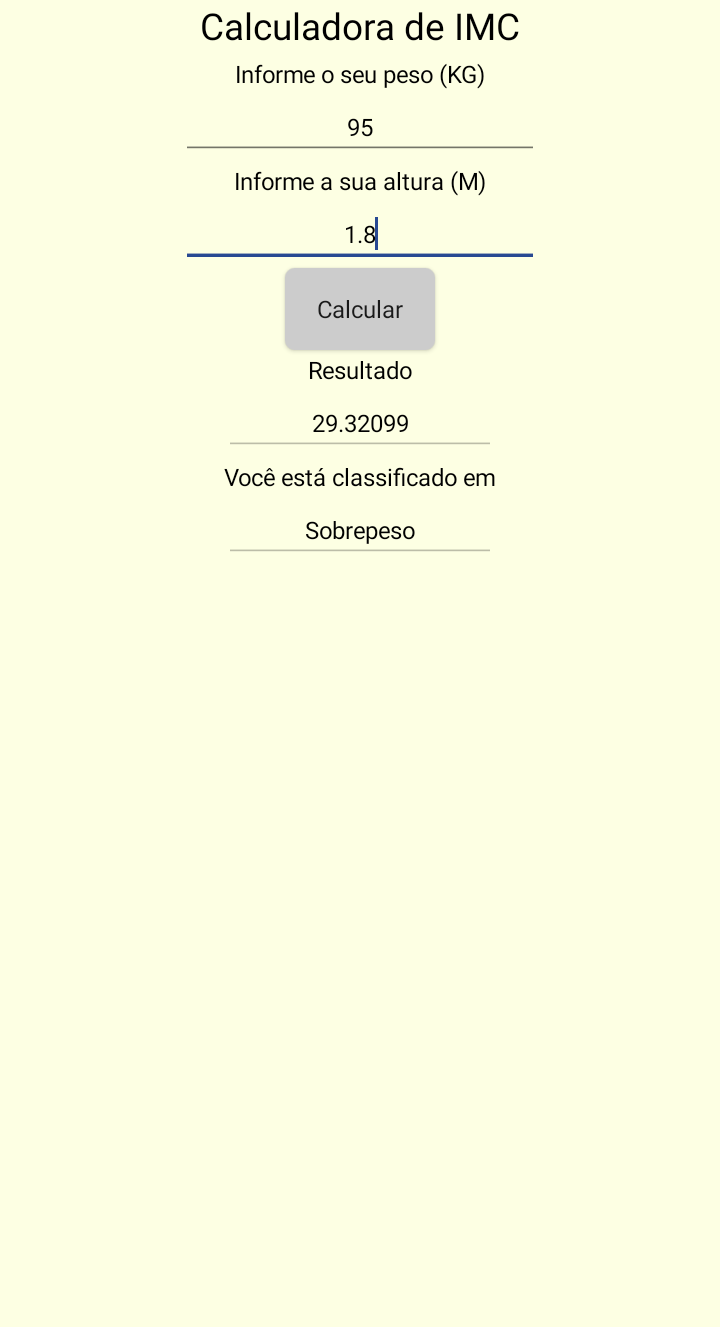 Calculadora de IMC
Informe o seu peso (KG)
95
Informe a sua altura (M)
1.8
Calcular
Resultado
29.32099
Você está classificado em
Sobrepeso